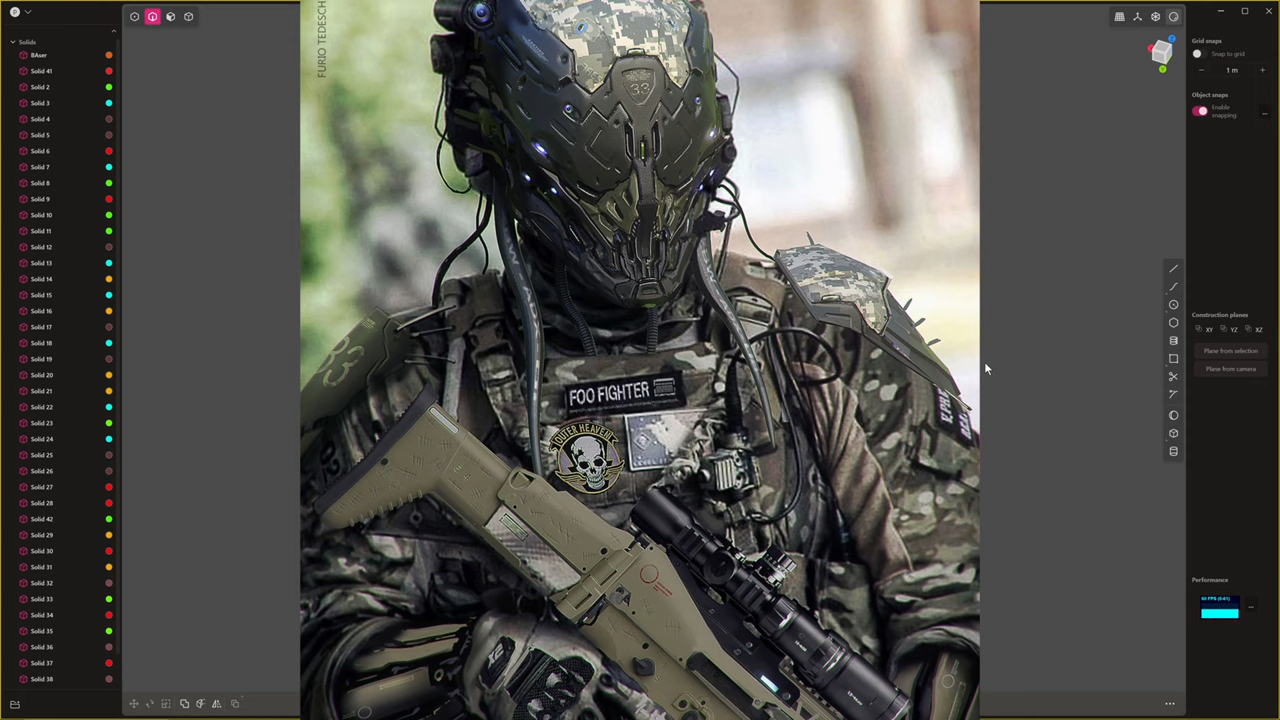 Solids
BAser
Solid 41
Solid 2
Solid 3
Solid 4
Solid 5
Solid 6
Solid 7
Solid 8
Solid 9
Solid 10
Solid 11
Solid 12
Solid 13
Solid 14
Solid 15
Solid 16
Solid 17
Solid 18
Solid 19
Solid 20
Solid 21
Solid 22
Solid 23
Solid 24
Solid 25
Solid 26
Solid 27
Solid 28
Solid 42
Solid 29
Solid 30
Solid 31
Solid 32
Solid 33
Solid 34
Solid 35
Solid 36
Solid 37
Solid 38
FURIO TEDESCH
33
33
FOO FIGHTER
OUTER HEAVEN
Grid snaps
Snap to grid
1 m
Object snaps
Enable
snapping
Construction planes
XY YZ XZ
Plane from selection
Plane from camera
Performance